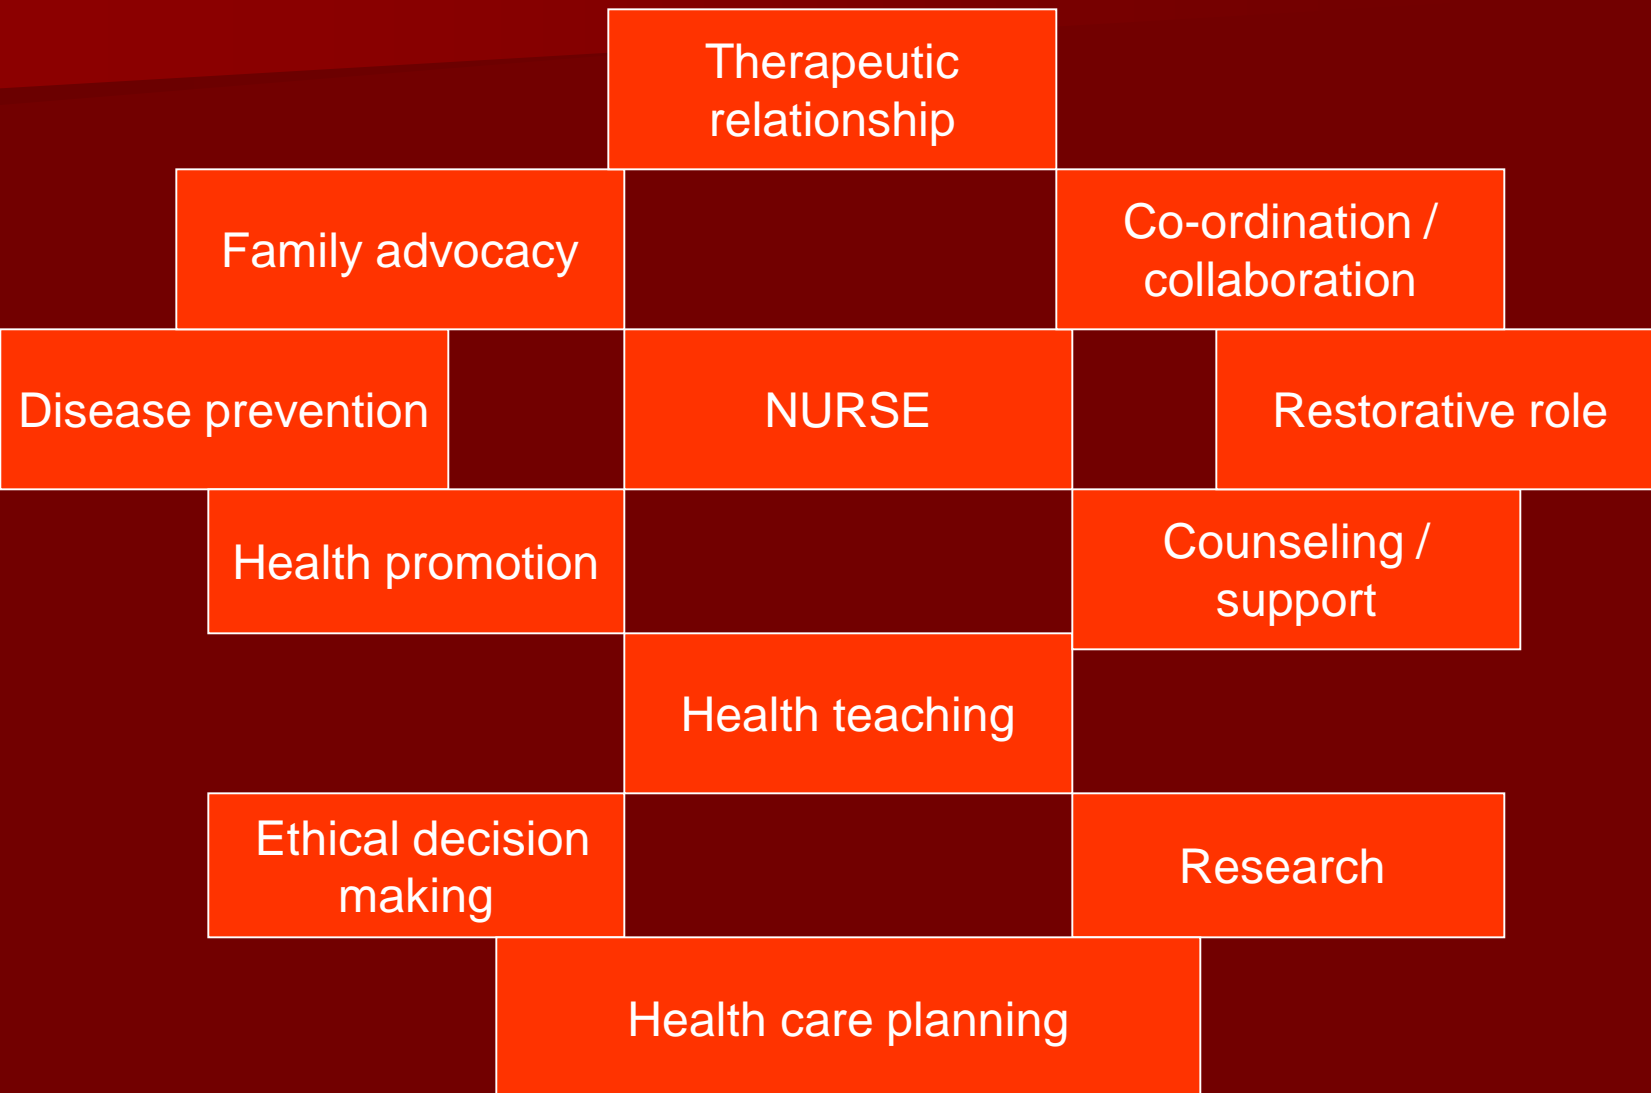 Therapeutic
relationship
Family advocacy
Co-ordination /
collaboration
Disease prevention
NURSE
Restorative role
Health promotion
Counseling /
support
Health teaching
Ethical decision
making
Research
Health care planning